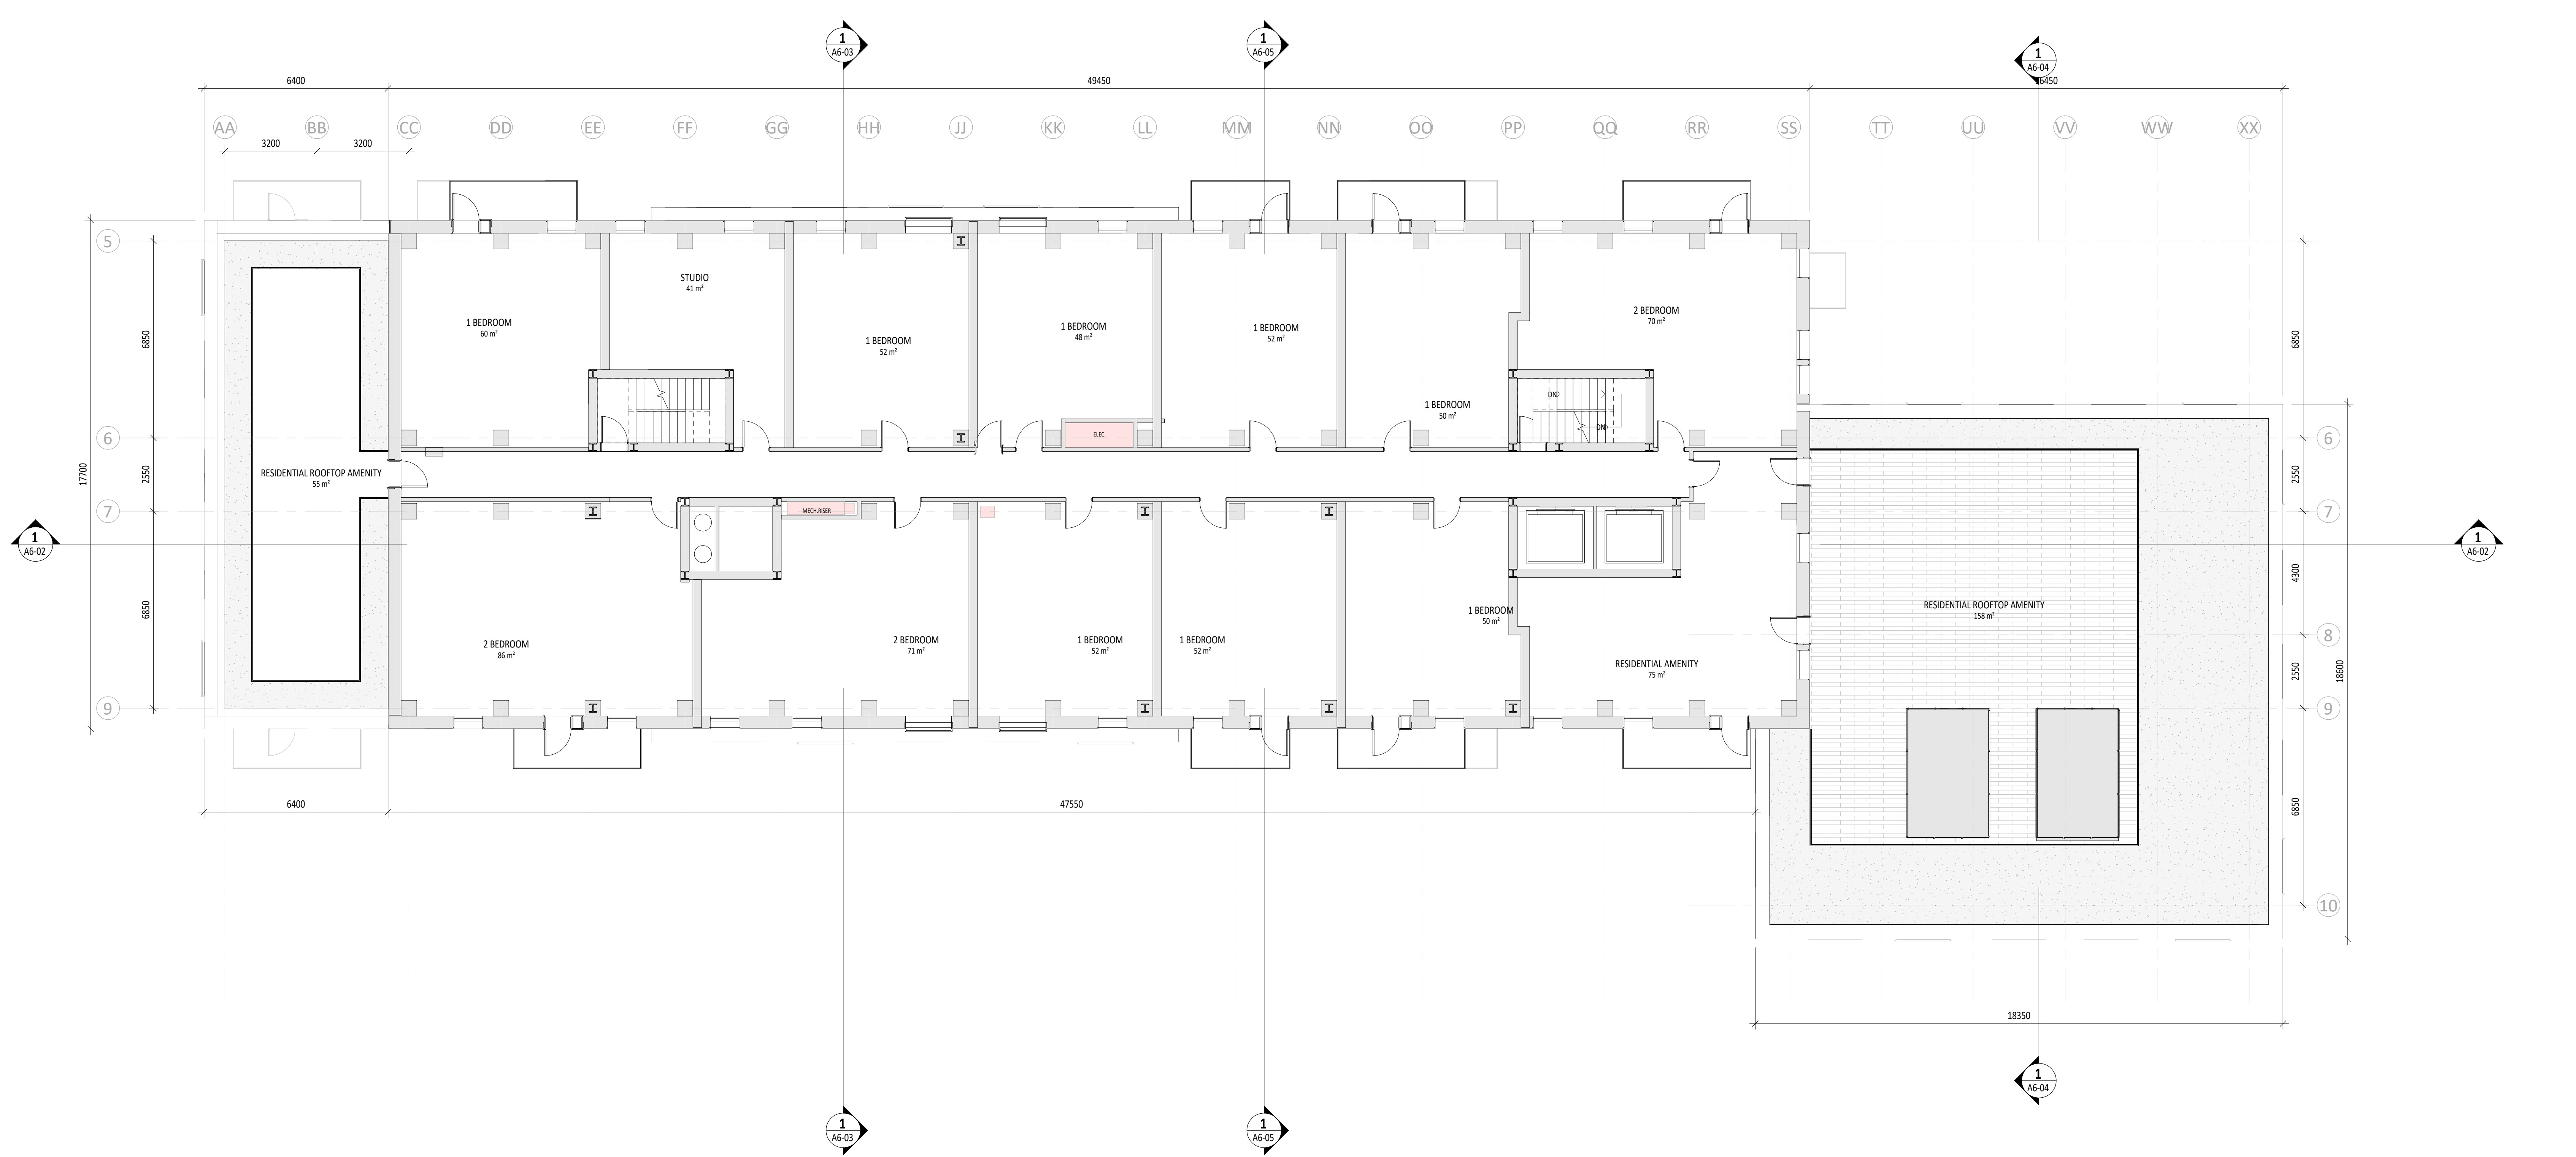 1
A6-03
1
A6-05
1
A6-04
6400
49450
AA
BB
CC
DD
EE
FF
GG
HH
JJ
KK
LL
MM
NN
OO
PP
QQ
RR
SS
TT
UU
VV
WW
XX
3200
3200
5
6850
6
2550
7
6850
9
17700
STUDIO
41 m²
1 BEDROOM
60 m²
1 BEDROOM
52 m²
1 BEDROOM
48 m²
1 BEDROOM
52 m²
1 BEDROOM
50 m²
2 BEDROOM
70 m²
DN
DN
ELEC.
RESIDENTIAL ROOFTOP AMENITY
55 m²
MECH.RISER
1
A6-02
2 BEDROOM
86 m²
2 BEDROOM
71 m²
1 BEDROOM
52 m²
1 BEDROOM
52 m²
1 BEDROOM
50 m²
RESIDENTIAL AMENITY
75 m²
RESIDENTIAL ROOFTOP AMENITY
158 m²
6850
6
2550
7
4300
8
2550
9
6850
10
18600
1
A6-02
6400
47550
18350
1
A6-03
1
A6-05
1
A6-04